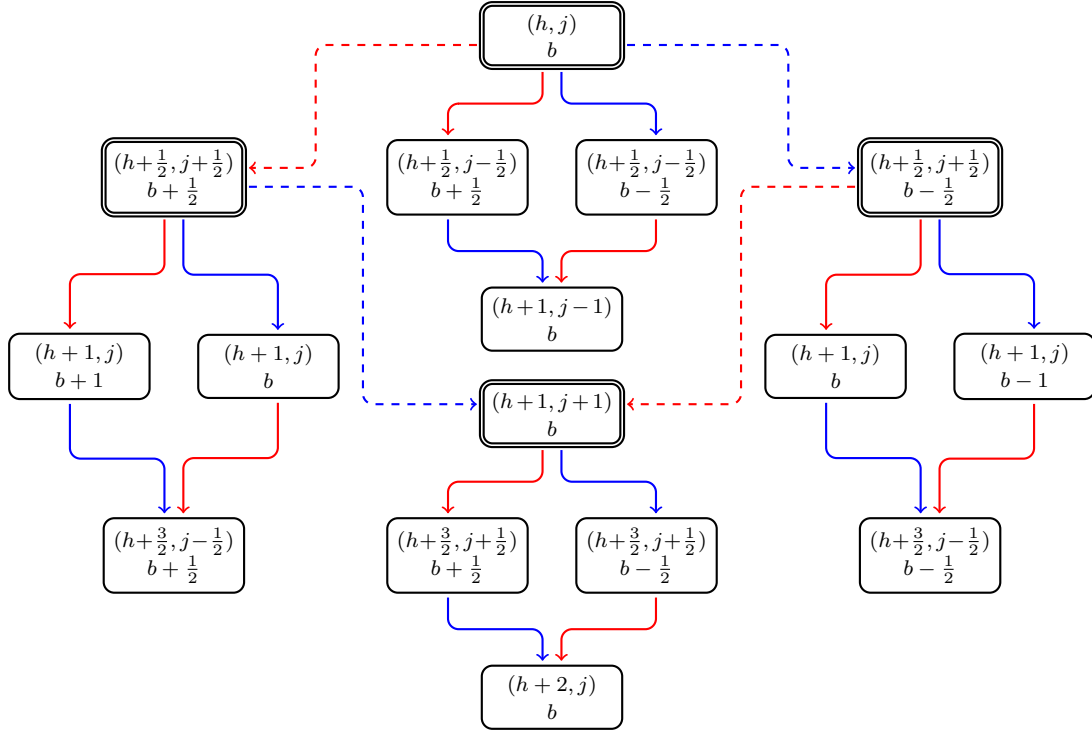 (h, j)
b
(h+½, j+½)
b + ½
(h+½, j−½)
b + ½
(h+½, j−½)
b − ½
(h+½, j+½)
b − ½
(h+1, j−1)
b
(h+1, j)
b+1
(h+1, j)
b
(h+1, j)
b
(h+1, j)
b−1
(h+1, j+1)
b
(h+3/2, j−½)
b + ½
(h+3/2, j+½)
b + ½
(h+3/2, j+½)
b − ½
(h+3/2, j−½)
b − ½
(h+2, j)
b